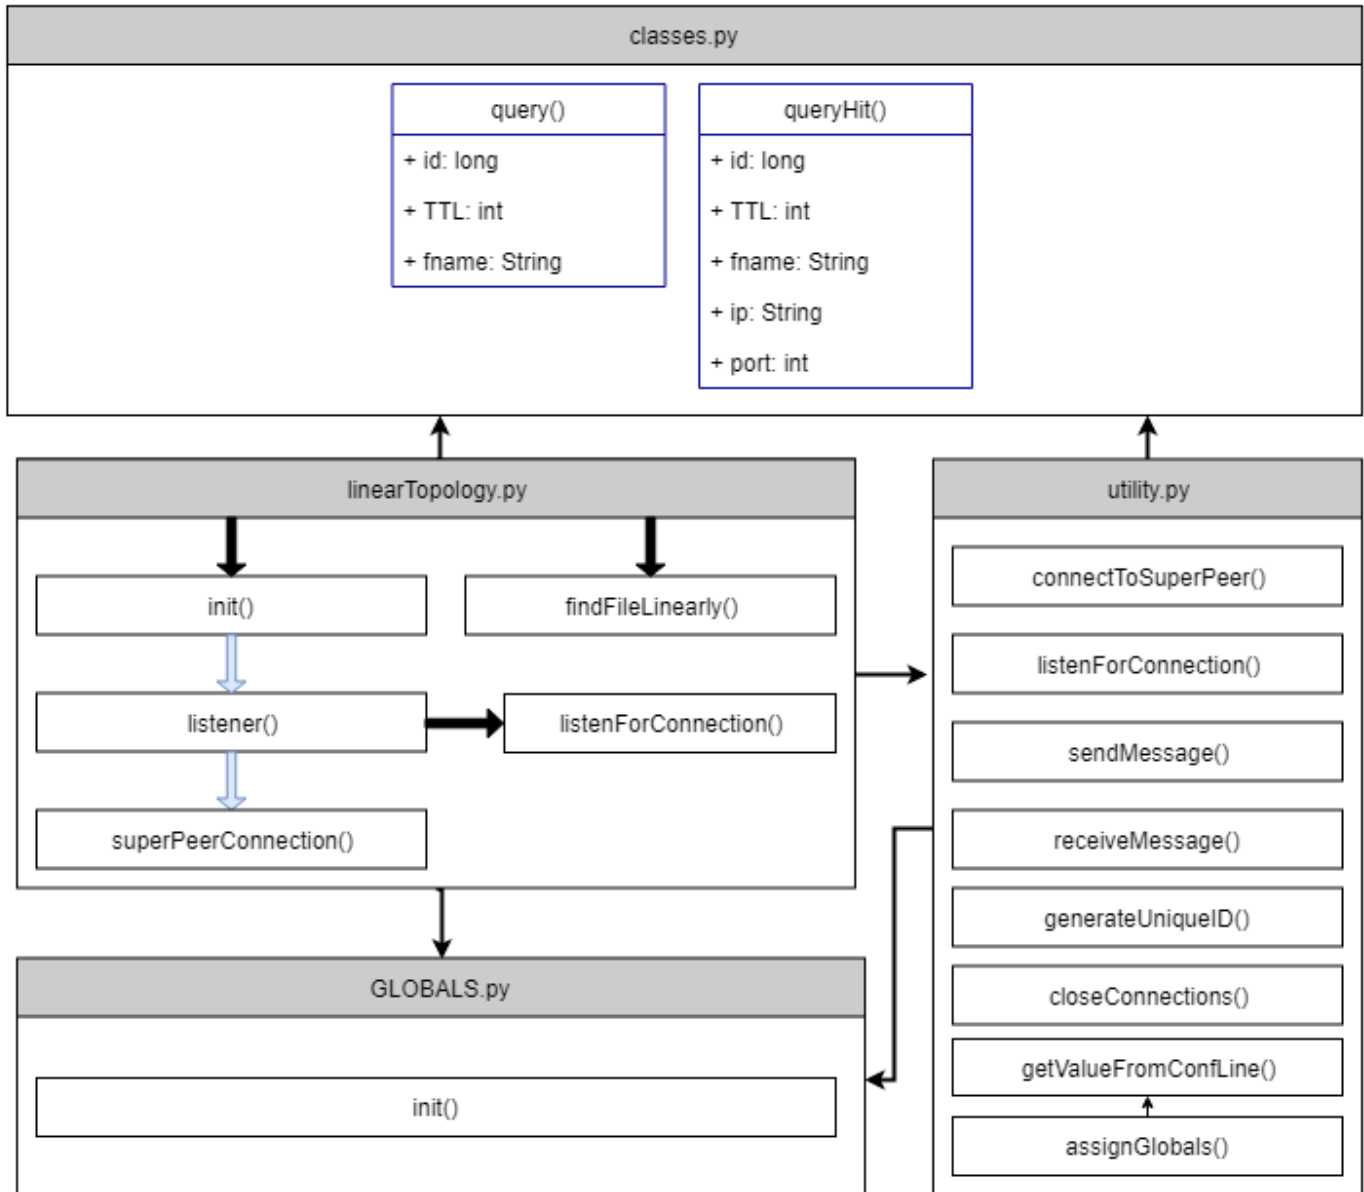 classes.py
query()
+ id: long
+ TTL: int
+ fname: String
queryHit()
+ id: long
+ TTL: int
+ fname: String
+ ip: String
+ port: int
linearTopology.py
init()
findFileLinearly()
listener()
listenForConnection()
superPeerConnection()
utility.py
connectToSuperPeer()
listenForConnection()
sendMessage()
receiveMessage()
generateUniqueID()
closeConnections()
getValueFromConfLine()
assignGlobals()
GLOBALS.py
init()